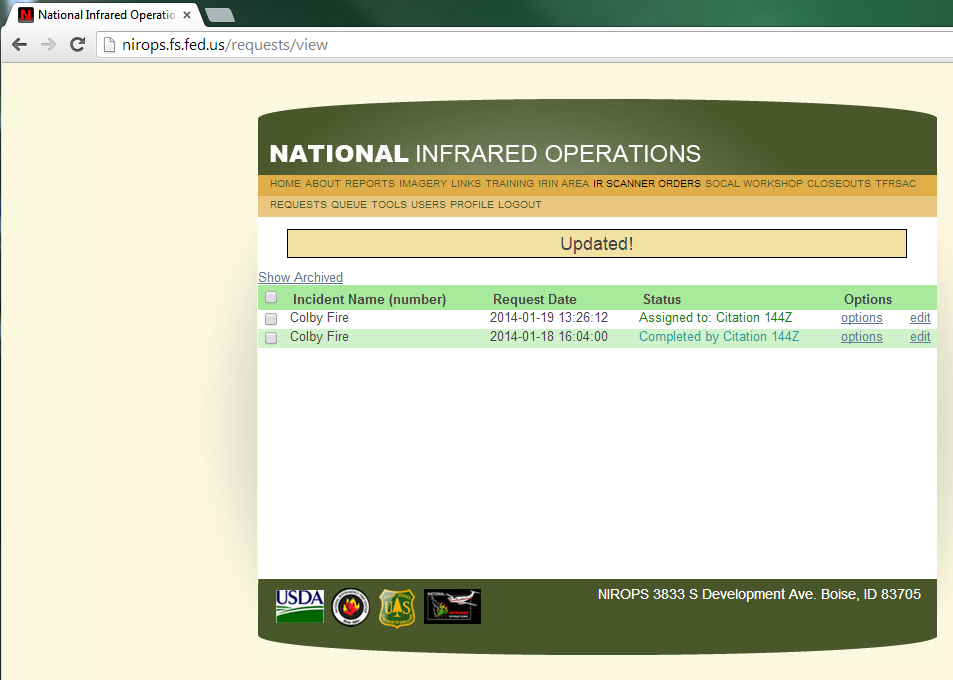 National Infrared Operatio
nirops.fs.fed.us/requests/view
NATIONAL INFRARED OPERATIONS
HOME ABOUT REPORTS IMAGERY LINKS TRAINING IRIN AREA IR SCANNER ORDERS SOCAL WORKSHOP CLOSEOUTS TFRSAC
REQUESTS QUEUE TOOLS USERS PROFILE LOGOUT
Updated!
Show Archived
Incident Name (number) Request Date Status Options
Colby Fire 2014-01-19 13:26:12 Assigned to: Citation 144Z options edit
Colby Fire 2014-01-18 16:04:00 Completed by Citation 144Z options edit
NIROPS 3833 S Development Ave. Boise, ID 83705
USDA
U S